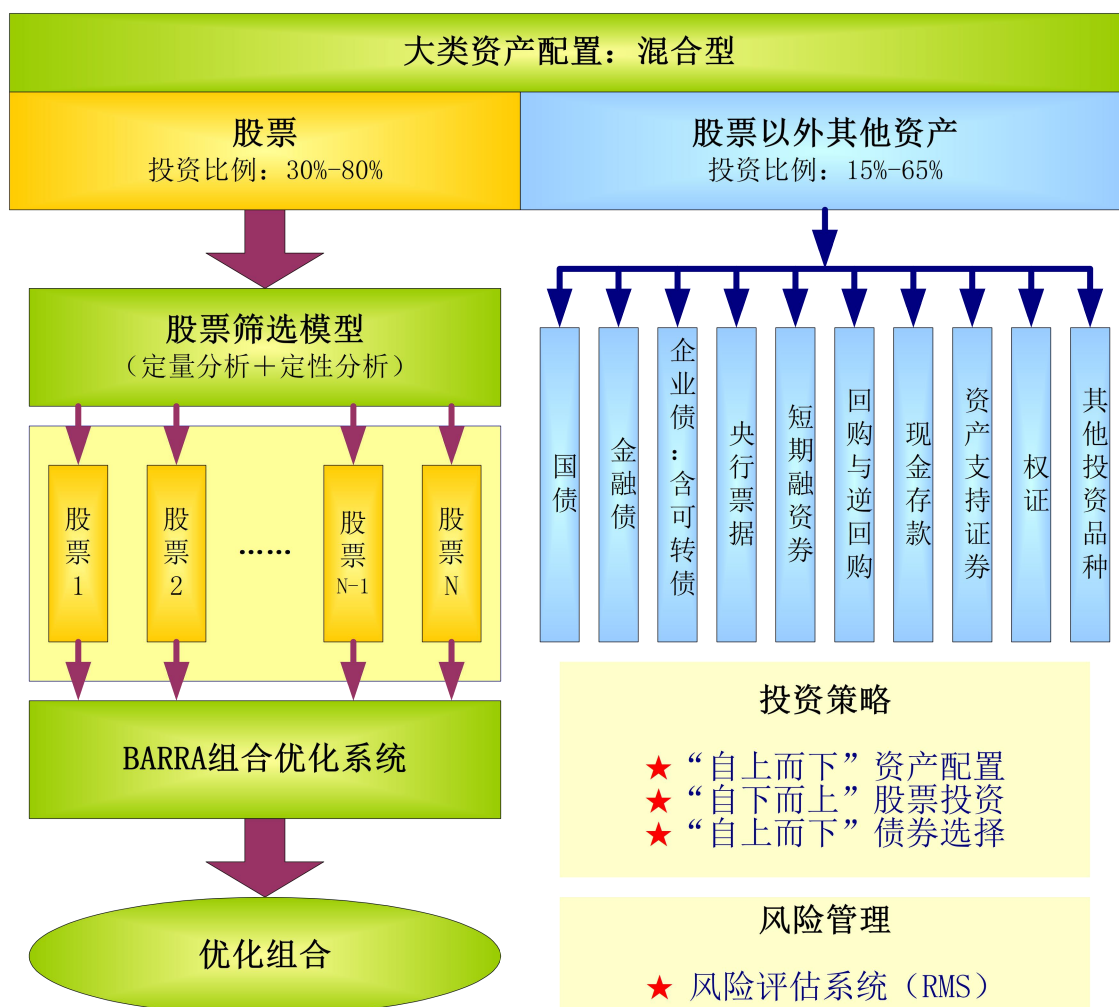 大类资产配置：混合型
股票
投资比例：30%-80%
股票以外其他资产
投资比例：15%-65%
股票筛选模型
（定量分析＋定性分析）
股票1
股票2
……
股票N-1
股票N
国债
金融债
企业债：含可转债
央行票据
短期融资券
回购与逆回购
现金存款
资产支持证券
权证
其他投资品种
BARRA组合优化系统
优化组合
投资策略
★“自上而下”资产配置
★“自下而上”股票投资
★“自上而下”债券选择
风险管理
★ 风险评估系统（RMS）